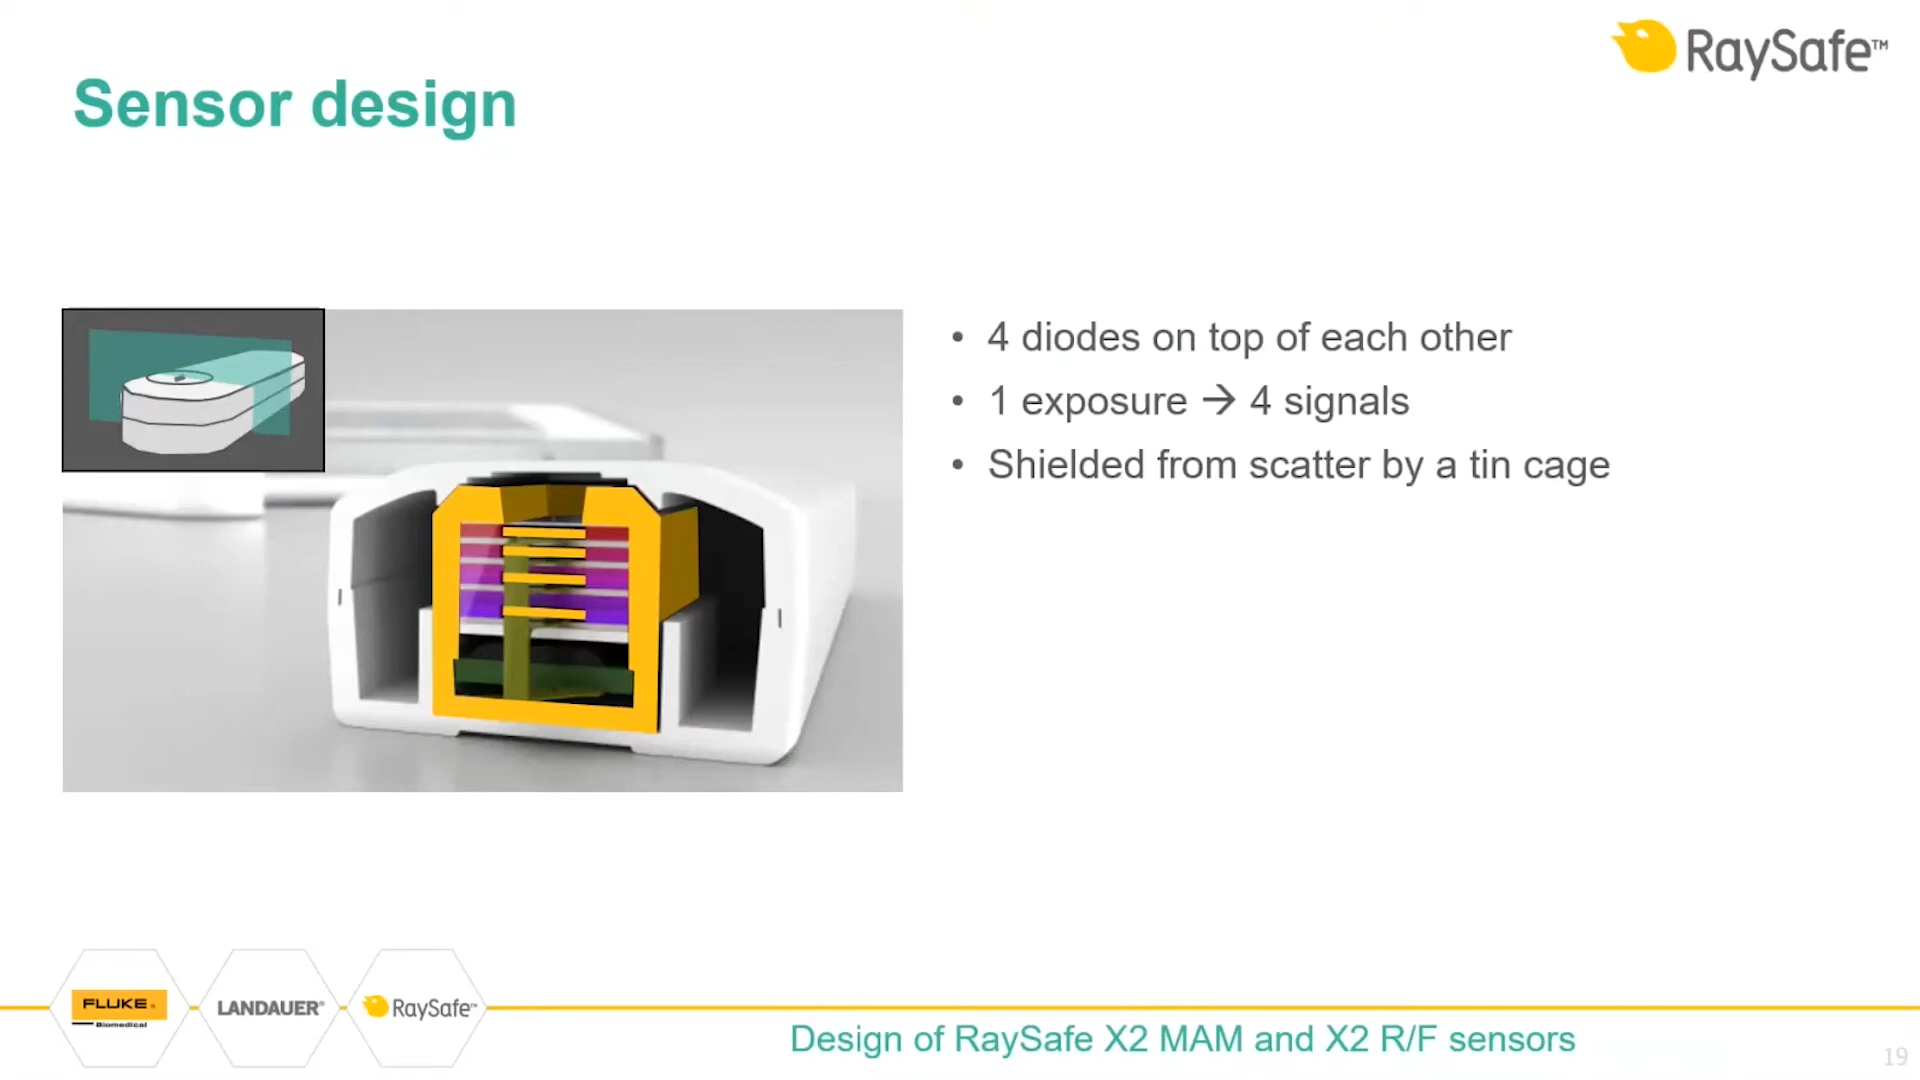 RaySafe™
Sensor design
• 4 diodes on top of each other
• 1 exposure → 4 signals
• Shielded from scatter by a tin cage
FLUKE®
Biomedical
LANDAUER®
RaySafe™
Design of RaySafe X2 MAM and X2 R/F sensors
19